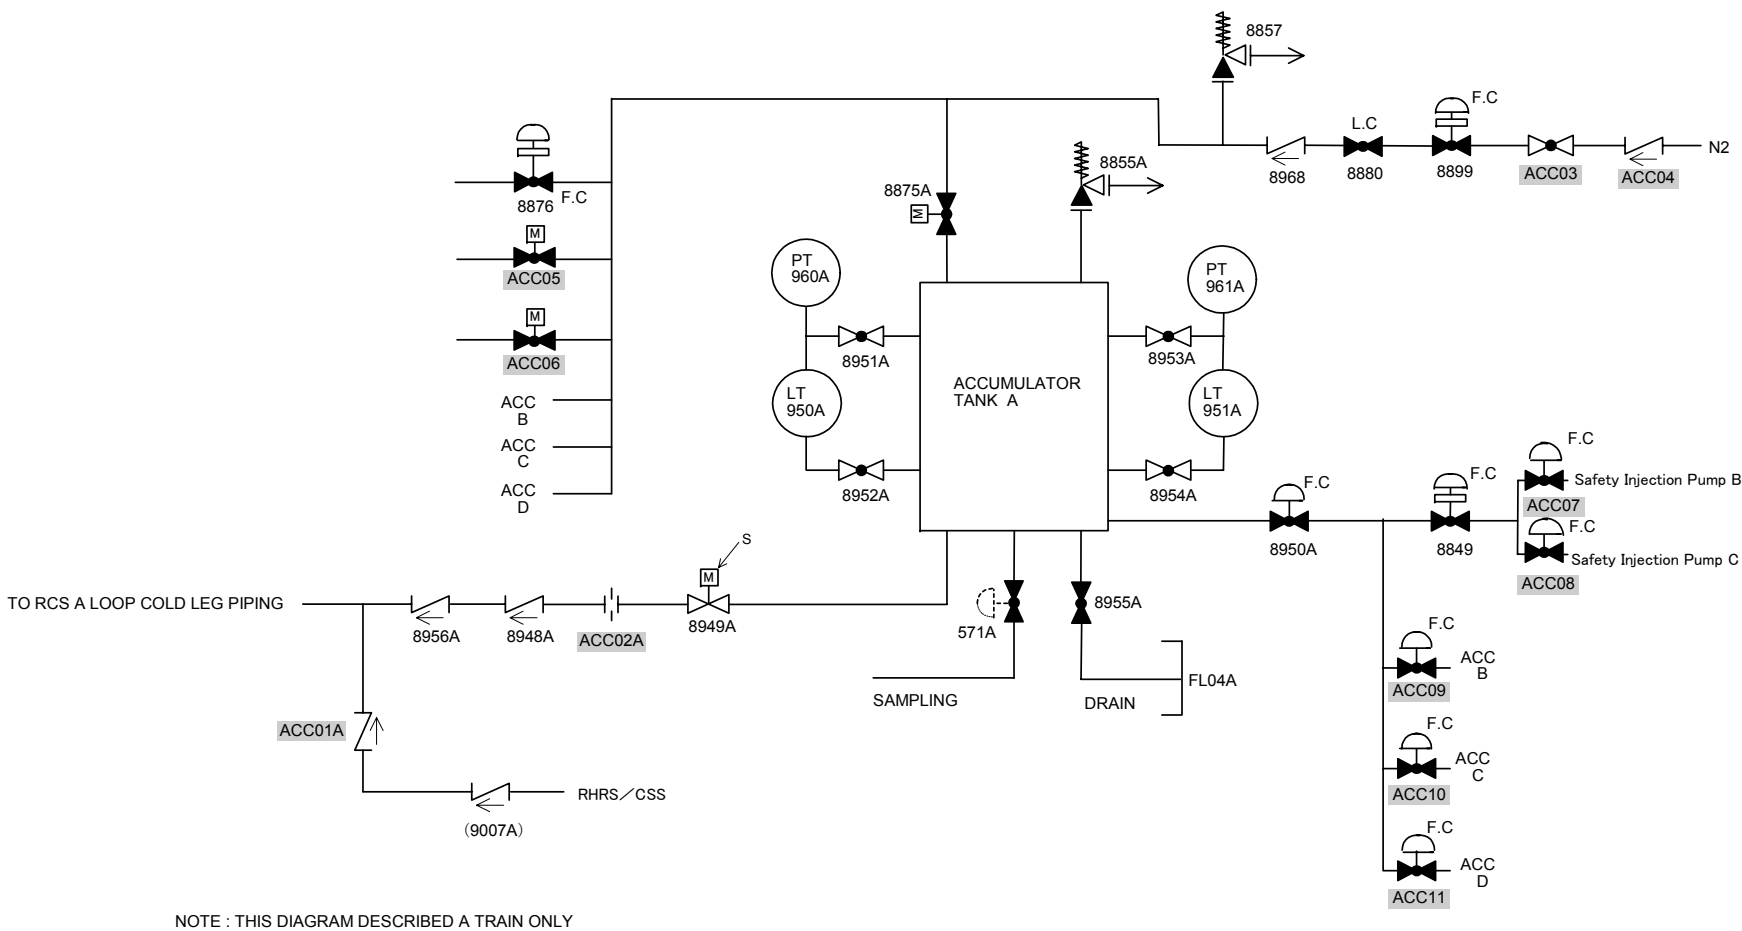 8857
F.C
L.C
8855A
N2
8968
8880
8899
ACC03
ACC04
8875A
M
F.C
8876
M
ACC05
PT
960A
PT
961A
M
ACC06
8951A
8953A
ACCUMULATOR
TANK A
LT
950A
LT
951A
ACC
B
ACC
C
ACC
D
8952A
8954A
F.C
Safety Injection Pump B
ACC07
F.C
F.C
F.C
8950A
8849
Safety Injection Pump C
ACC08
S
M
TO RCS A LOOP COLD LEG PIPING
8956A
8948A
ACC02A
8949A
571A
8955A
F.C
ACC
B
ACC09
SAMPLING
DRAIN
FL04A
ACC01A
F.C
ACC
C
ACC10
RHRS／CSS
(9007A)
F.C
ACC
D
ACC11
NOTE : THIS DIAGRAM DESCRIBED A TRAIN ONLY